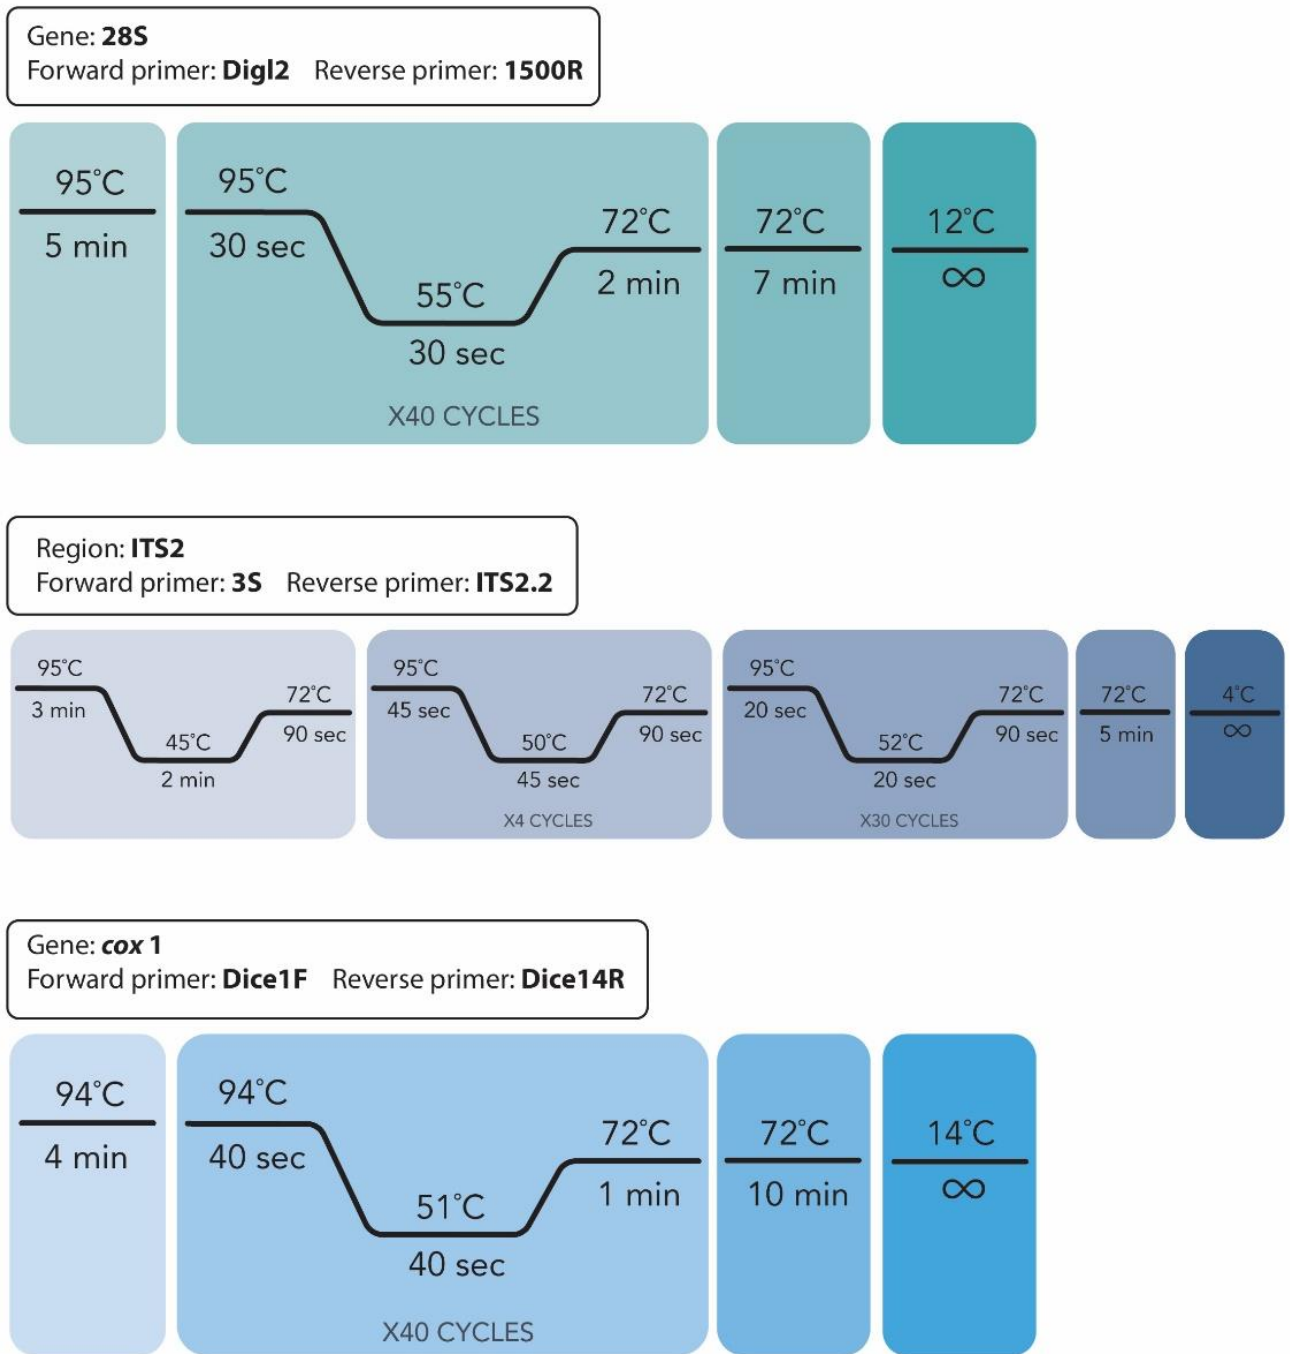 Gene: 28S
Forward primer: Digl2 Reverse primer: 1500R
95°C
5 min
95°C
30 sec
55°C
30 sec
72°C
2 min
X40 CYCLES
72°C
7 min
12°C
∞
Region: ITS2
Forward primer: 3S Reverse primer: ITS2.2
95°C
3 min
45°C
2 min
72°C
90 sec
95°C
45 sec
50°C
45 sec
72°C
90 sec
X4 CYCLES
95°C
20 sec
52°C
20 sec
72°C
90 sec
X30 CYCLES
72°C
5 min
4°C
∞
Gene: cox 1
Forward primer: Dice1F Reverse primer: Dice14R
94°C
4 min
94°C
40 sec
51°C
40 sec
72°C
1 min
X40 CYCLES
72°C
10 min
14°C
∞